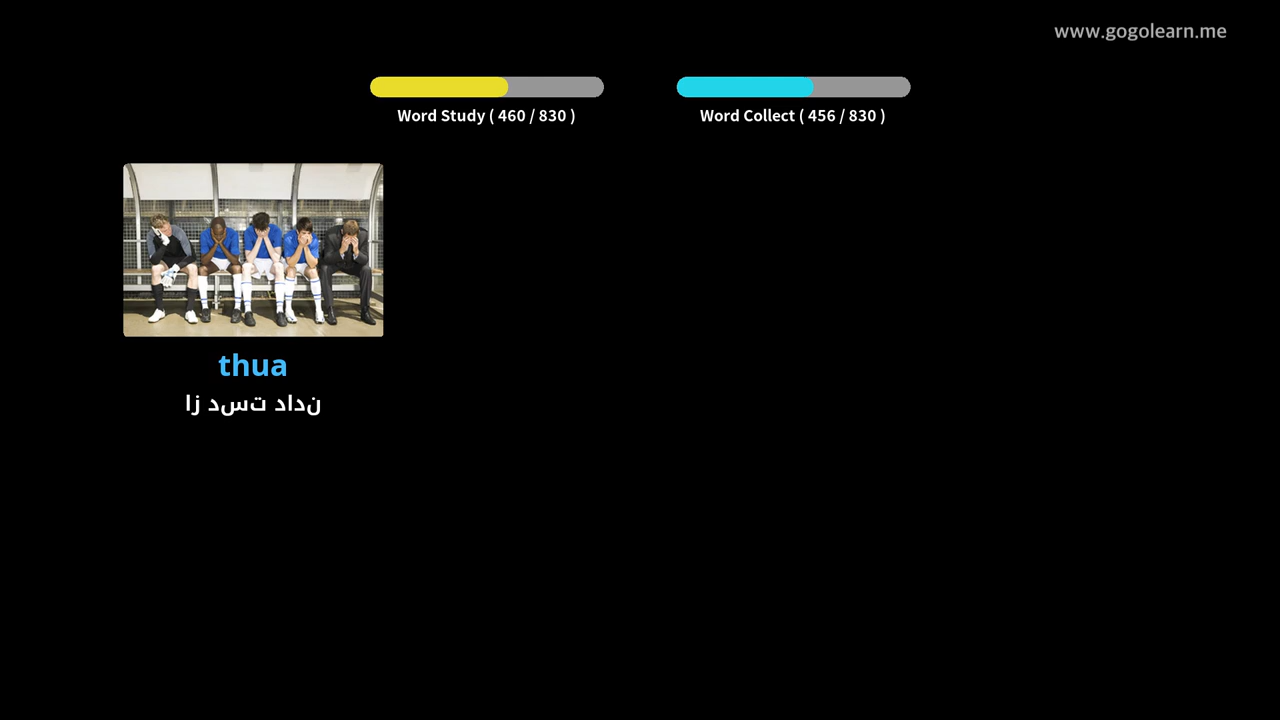 www.gogolearn.me
Word Study ( 460 / 830 )
Word Collect ( 456 / 830 )
thua
از دست دادن